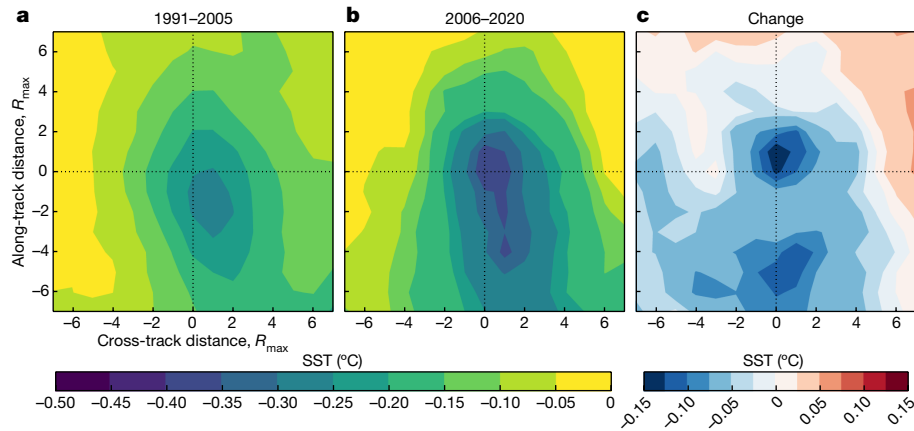 a 1991–2005 b 2006–2020 c Change
Along-track distance, Rmax
6
4
2
0
−2
−4
−6
−6 −4 −2 0 2 4 6
−6 −4 −2 0 2 4 6
−6 −4 −2 0 2 4 6
Cross-track distance, Rmax
SST (°C)
−0.50 −0.45 −0.40 −0.35 −0.30 −0.25 −0.20 −0.15 −0.10 −0.05 0
SST (°C)
−0.15 −0.10 −0.05 0 0.05 0.10 0.15